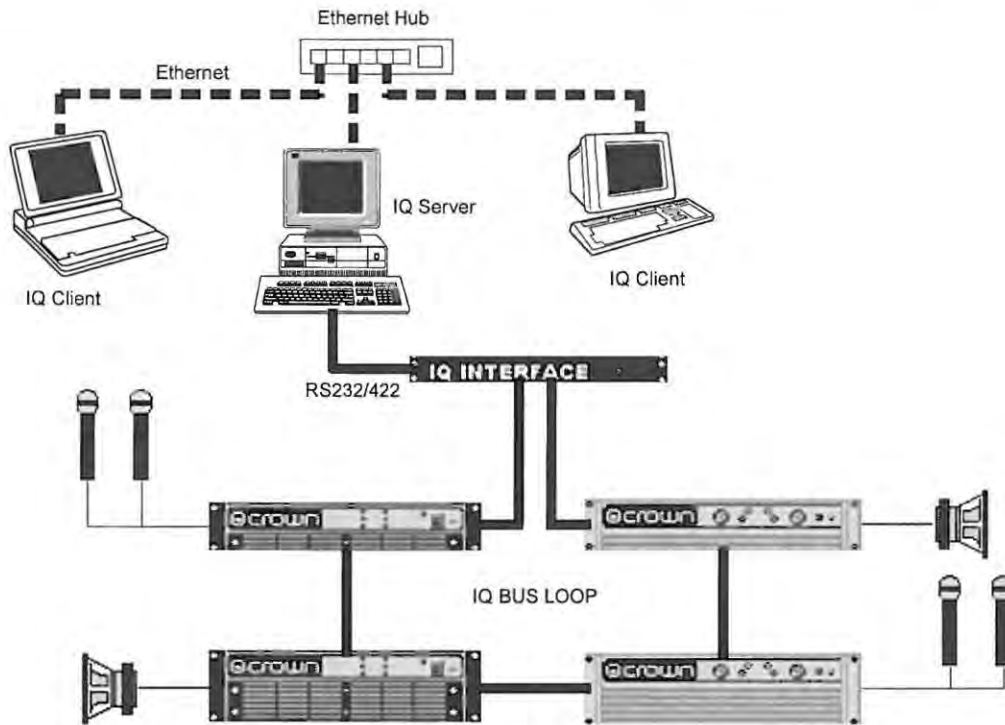 Ethernet Hub
Ethernet
IQ Server
IQ Client
IQ Client
IQ INTERFACE
RS232/422
crown
crown
IQ BUS LOOP
crown
crown